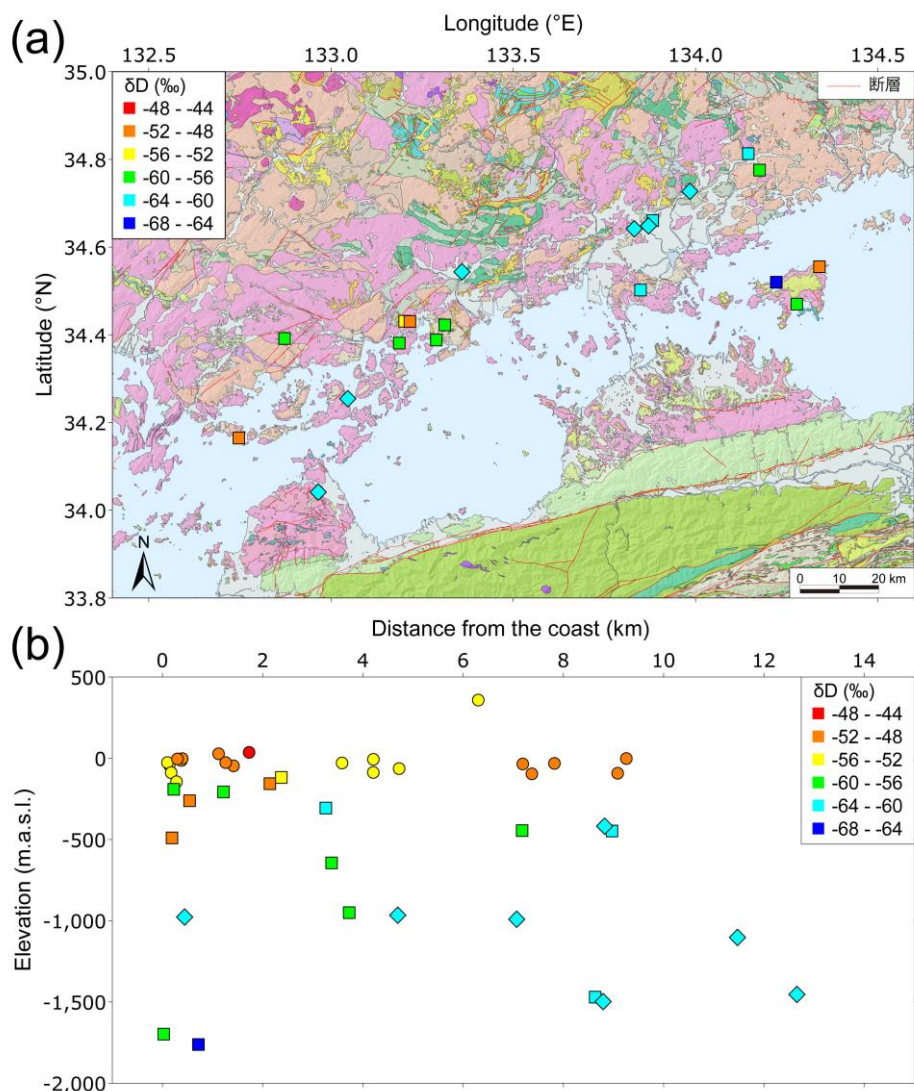 (a)
Longitude (°E)
132.5 133.0 133.5 134.0 134.5
35.0
34.8
34.6
34.4
34.2
34.0
33.8
Latitude (°N)
δD (‰)
-48 - -44
-52 - -48
-56 - -52
-60 - -56
-64 - -60
-68 - -64
断層
N
0 10 20 km
(b)
Distance from the coast (km)
0 2 4 6 8 10 12 14
500
0
-500
-1,000
-1,500
-2,000
Elevation (m.a.s.l.)
δD (‰)
-48 - -44
-52 - -48
-56 - -52
-60 - -56
-64 - -60
-68 - -64